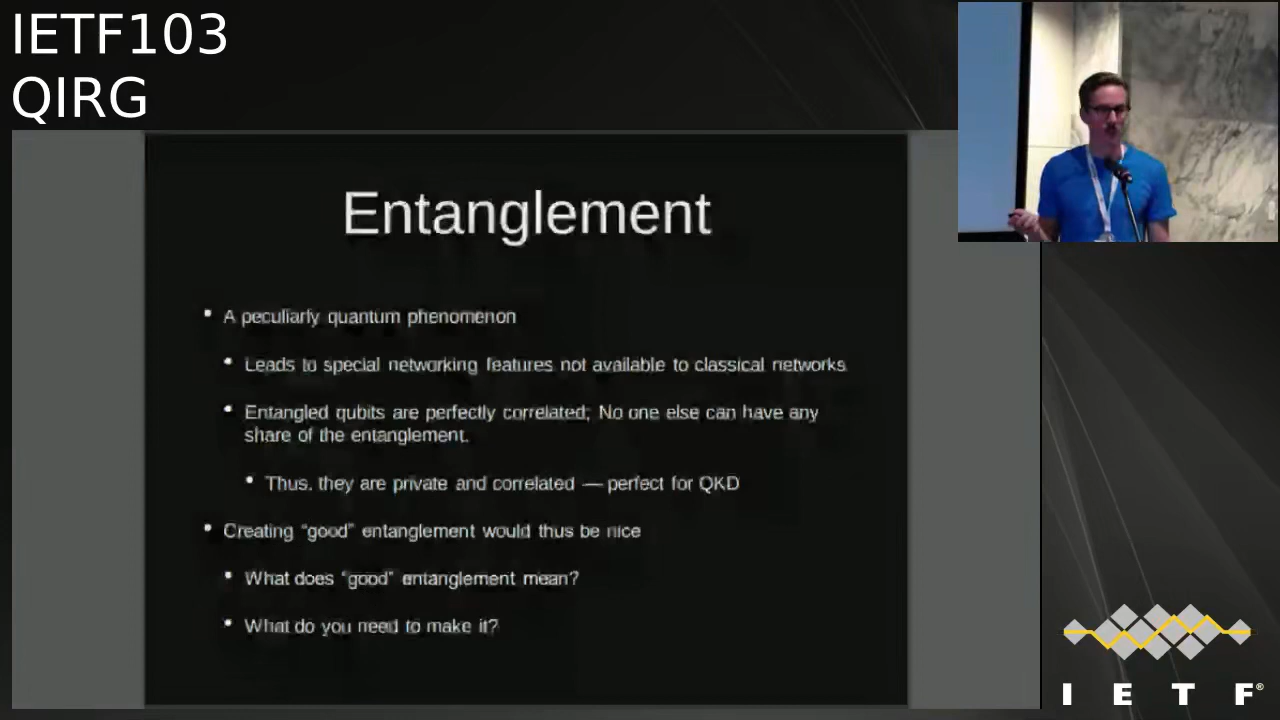 IETF103
QIRG
Entanglement
• A peculiarly quantum phenomenon
• Leads to special networking features not available to classical networks
• Entangled qubits are perfectly correlated; No one else can have any
share of the entanglement.
• Thus, they are private and correlated — perfect for QKD
• Creating “good” entanglement would thus be nice
• What does “good” entanglement mean?
• What do you need to make it?
I E T F®